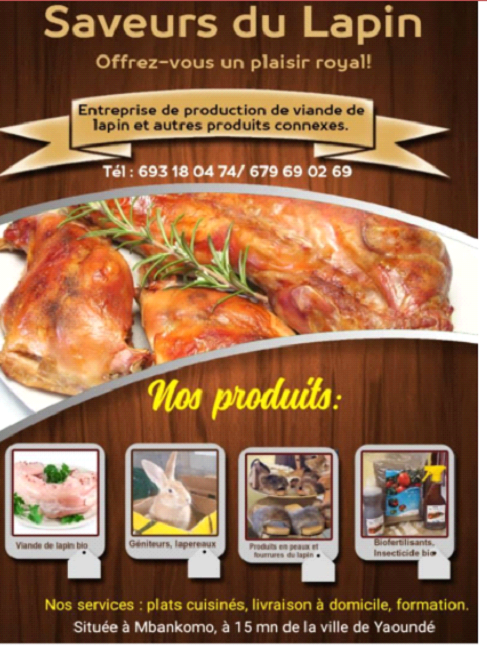 Saveurs du Lapin
Offrez-vous un plaisir royal!
Entreprise de production de viande de
lapin et autres produits connexes.
Tél : 693 18 04 74/ 679 69 02 69
Nos produits:
Viande de lapin bio
Géniteurs, lapereaux
Produits en peaux et
fourrures du lapin
Biofertilisants,
Insecticide bio
Nos services : plats cuisinés, livraison à domicile, formation.
Située à Mbankomo, à 15 mn de la ville de Yaoundé